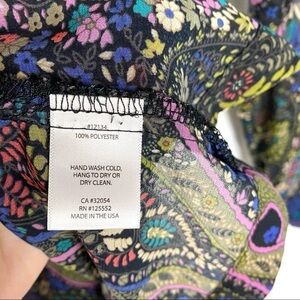 #12134
100% POLYESTER
HAND WASH COLD,
HANG TO DRY OR
DRY CLEAN.
CA #32054
RN #125552
MADE IN THE USA